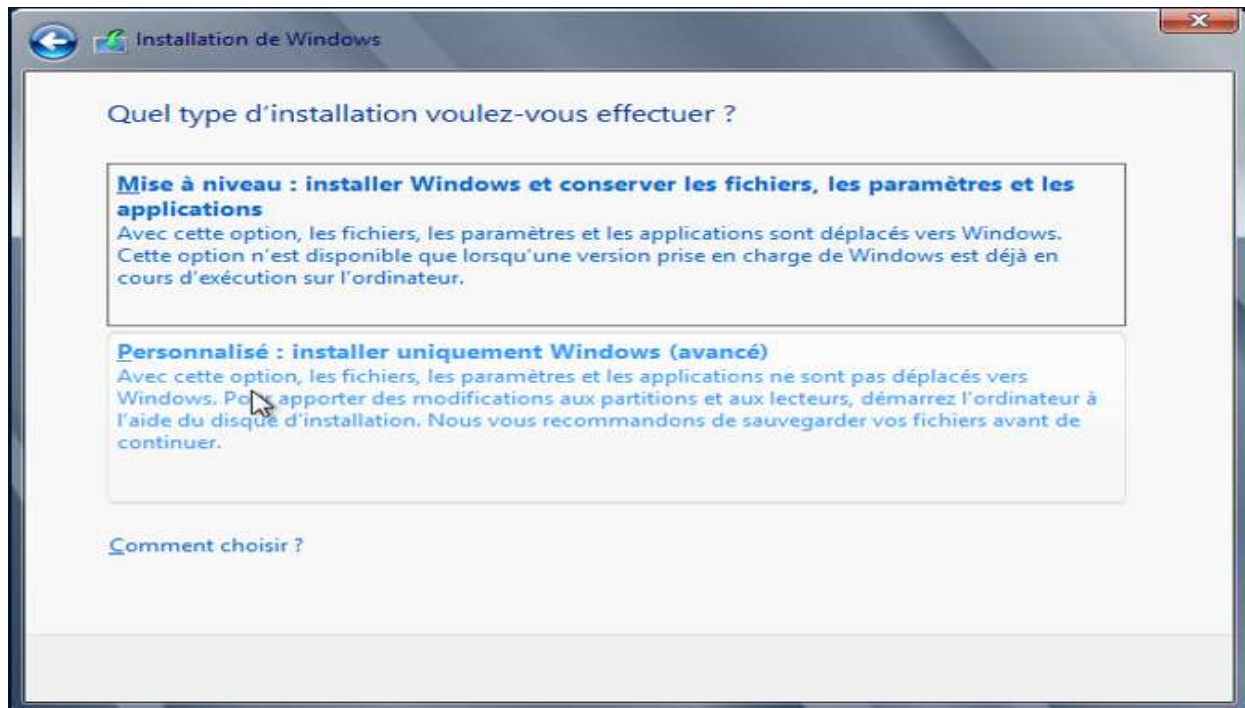 Installation de Windows
Quel type d'installation voulez-vous effectuer ?
Mise à niveau : installer Windows et conserver les fichiers, les paramètres et les
applications
Avec cette option, les fichiers, les paramètres et les applications sont déplacés vers Windows.
Cette option n'est disponible que lorsqu'une version prise en charge de Windows est déjà en
cours d'exécution sur l'ordinateur.
Personnalisé : installer uniquement Windows (avancé)
Avec cette option, les fichiers, les paramètres et les applications ne sont pas déplacés vers
Windows. Pour apporter des modifications aux partitions et aux lecteurs, démarrez l'ordinateur à
l'aide du disque d'installation. Nous vous recommandons de sauvegarder vos fichiers avant de
continuer.
Comment choisir ?